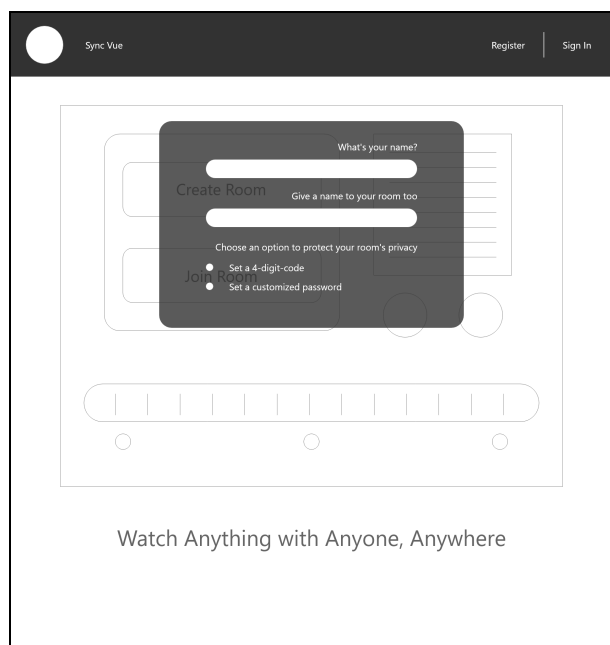 Sync Vue
Register
Sign In
What's your name?
Create Room
Give a name to your room too
Choose an option to protect your room's privacy
Join Room
Set a 4-digit-code
Set a customized password
Watch Anything with Anyone, Anywhere